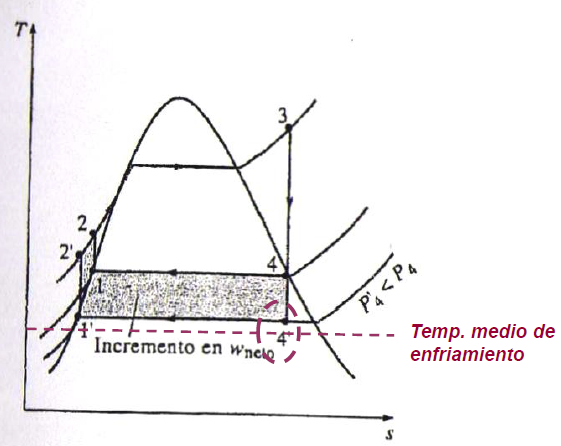 T
3
2
2'
4
1
P'4 < P4
1'
4'
Temp. medio de
enfriamiento
Incremento en wneto
s